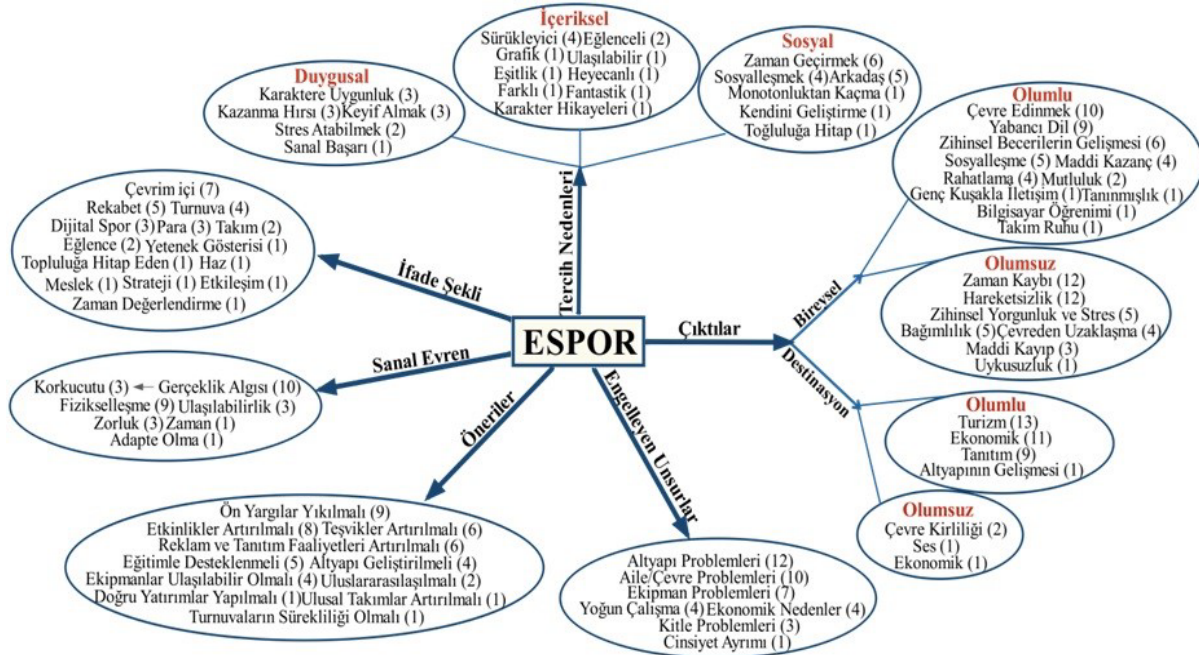 İçeriksel
Sürükleyici (4) Eğlenceli (2)
Grafik (1) Ulaşılabilir (1)
Eşitlik (1) Heyecanlı (1)
Farklı (1) Fantastik (1)
Karakter Hikayeleri (1)
Duygusal
Karaktere Uygunluk (3)
Kazanma Hırsı (3)Keyif Almak (3)
Stres Atabilmek (2)
Sanal Başarı (1)
Sosyal
Zaman Geçirmek (6)
Sosyalleşmek (4)Arkadaş (5)
Monotonluktan Kaçma (1)
Kendini Geliştirme (1)
Toğluluğa Hitap (1)
Tercih Nedenleri
Olumlu
Çevre Edinmek (10)
Yabancı Dil (9)
Zihinsel Becerilerin Gelişmesi (6)
Sosyalleşme (5) Maddi Kazanç (4)
Rahatlama (4) Mutluluk (2)
Genç Kuşakla İletişim (1)Tanınmışlık (1)
Bilgisayar Öğrenimi (1)
Takım Ruhu (1)
Çevrim içi (7)
Rekabet (5) Turnuva (4)
Dijital Spor (3)Para (3) Takım (2)
Eğlence (2) Yetenek Gösterisi (1)
Topluluğa Hitap Eden (1) Haz (1)
Meslek (1) Strateji (1) Etkileşim (1)
Zaman Değerlendirme (1)
İfade Şekli
ESPOR
Çıktılar
Bireysel
Olumsuz
Zaman Kaybı (12)
Hareketsizlik (12)
Zihinsel Yorgunluk ve Stres (5)
Bağımlılık (5)Çevreden Uzaklaşma (4)
Maddi Kayıp (3)
Uykusuzluk (1)
Destinasyon
Olumlu
Turizm (13)
Ekonomik (11)
Tanıtım (9)
Altyapının Gelişmesi (1)
Olumsuz
Çevre Kirliliği (2)
Ses (1)
Ekonomik (1)
Sanal Evren
Korkucutu (3) ← Gerçeklik Algısı (10)
Fizikselleşme (9) Ulaşılabilirlik (3)
Zorluk (3) Zaman (1)
Adapte Olma (1)
Öneriler
Ön Yargılar Yıkılmalı (9)
Etkinlikler Artırılmalı (8) Teşvikler Artırılmalı (6)
Reklam ve Tanıtım Faaliyetleri Artırılmalı (6)
Eğitimle Desteklenmeli (5) Altyapı Geliştirilmeli (4)
Ekipmanlar Ulaşılabilir Olmalı (4) Uluslararasılaşılmalı (2)
Doğru Yatırımlar Yapılmalı (1)Ulusal Takımlar Artırılmalı (1)
Turnuvaların Sürekliliği Olmalı (1)
Engelleyen Unsurlar
Altyapı Problemleri (12)
Aile/Çevre Problemleri (10)
Ekipman Problemleri (7)
Yoğun Çalışma (4) Ekonomik Nedenler (4)
Kitle Problemleri (3)
Cinsiyet Ayrımı (1)